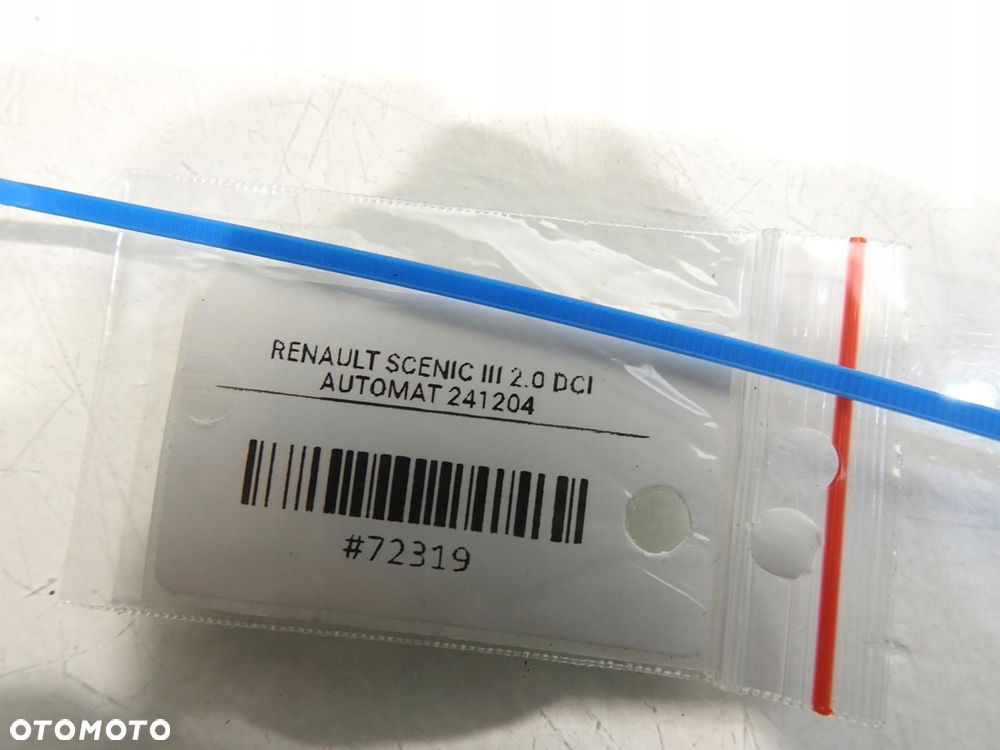 RENAULT SCENIC III 2.0 DCI
AUTOMAT 241204
#72319
OTOMOTO